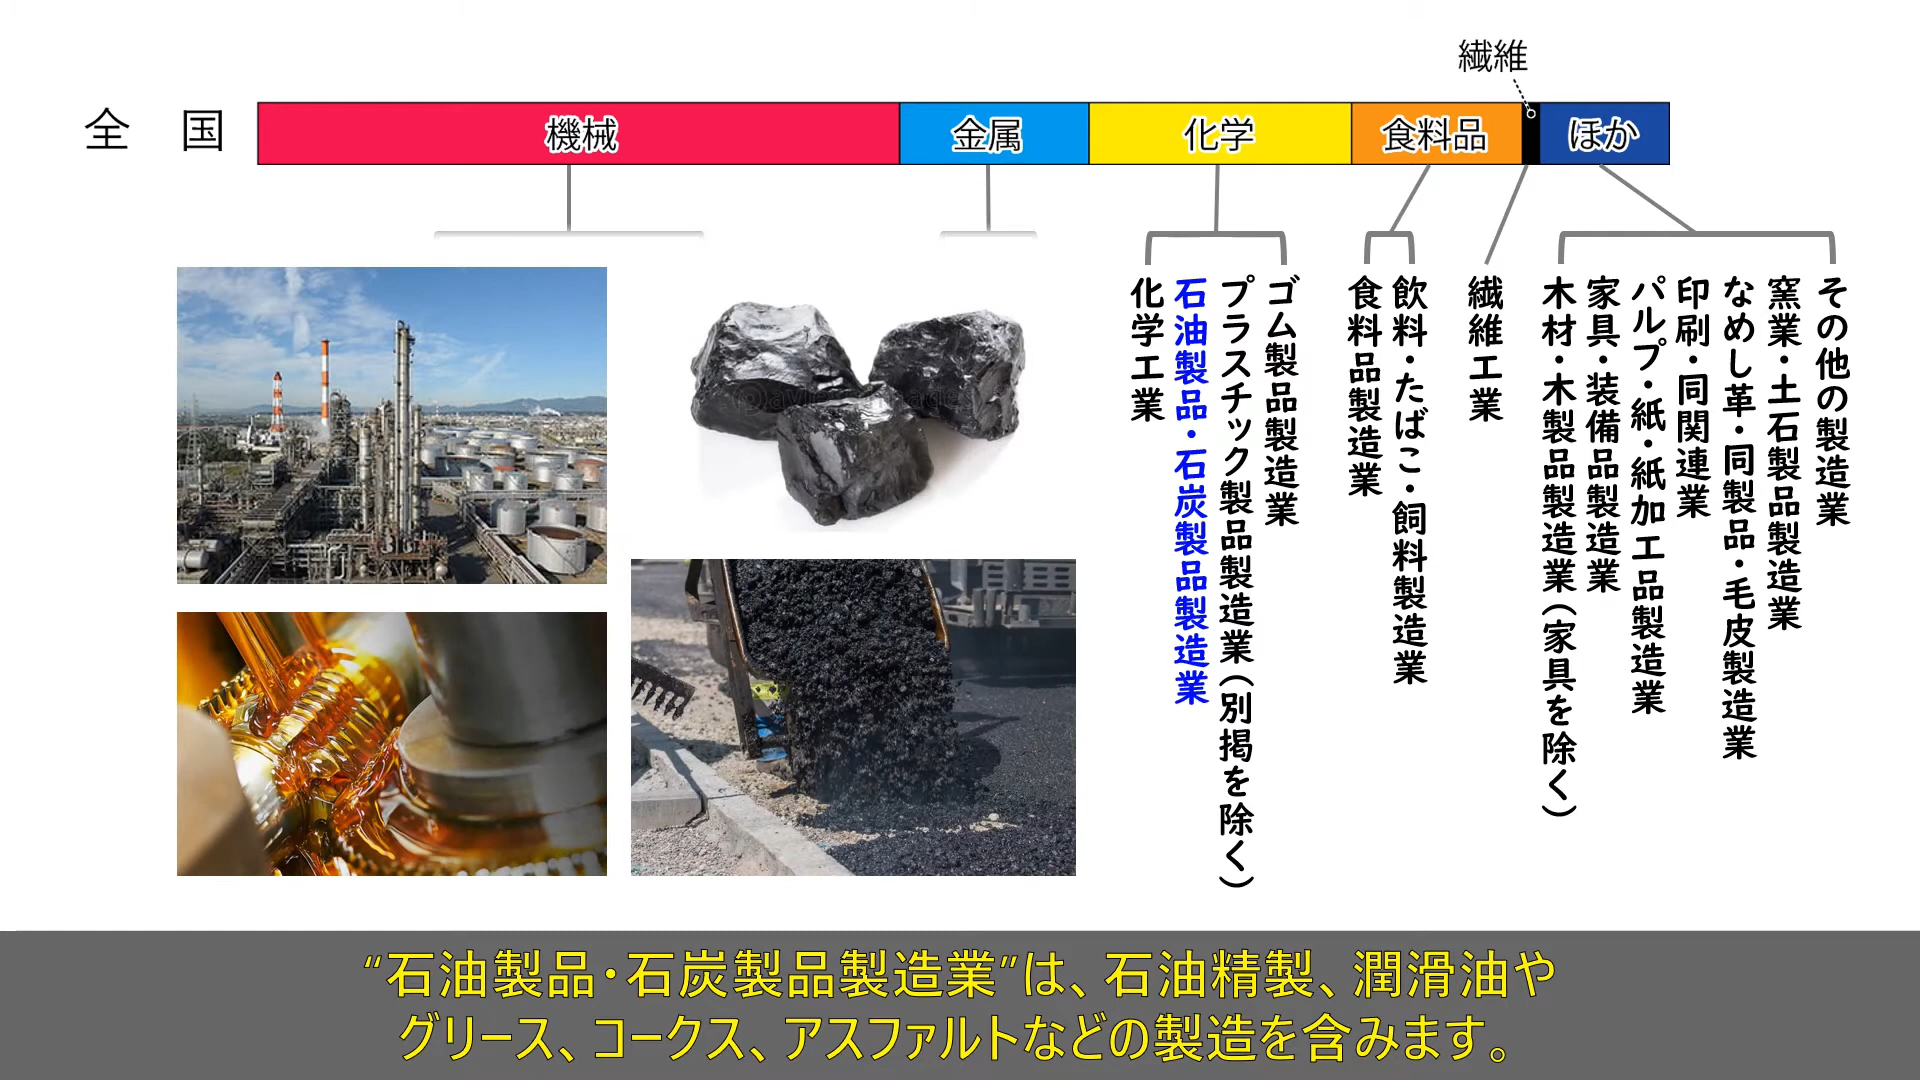 繊維
全国
機械
金属
化学
食料品
ほか
化学工業
石油製品・石炭製品製造業
プラスチック製品製造業(別掲を除く)
ゴム製品製造業
食料品製造業
飲料・たばこ・飼料製造業
繊維工業
木材・木製品製造業(家具を除く)
家具・装備品製造業
パルプ・紙・紙加工品製造業
印刷・同関連業
なめし革・同製品・毛皮製造業
窯業・土石製品製造業
その他の製造業
“石油製品・石炭製品製造業”は、石油精製、潤滑油や
グリース、コークス、アスファルトなどの製造を含みます。